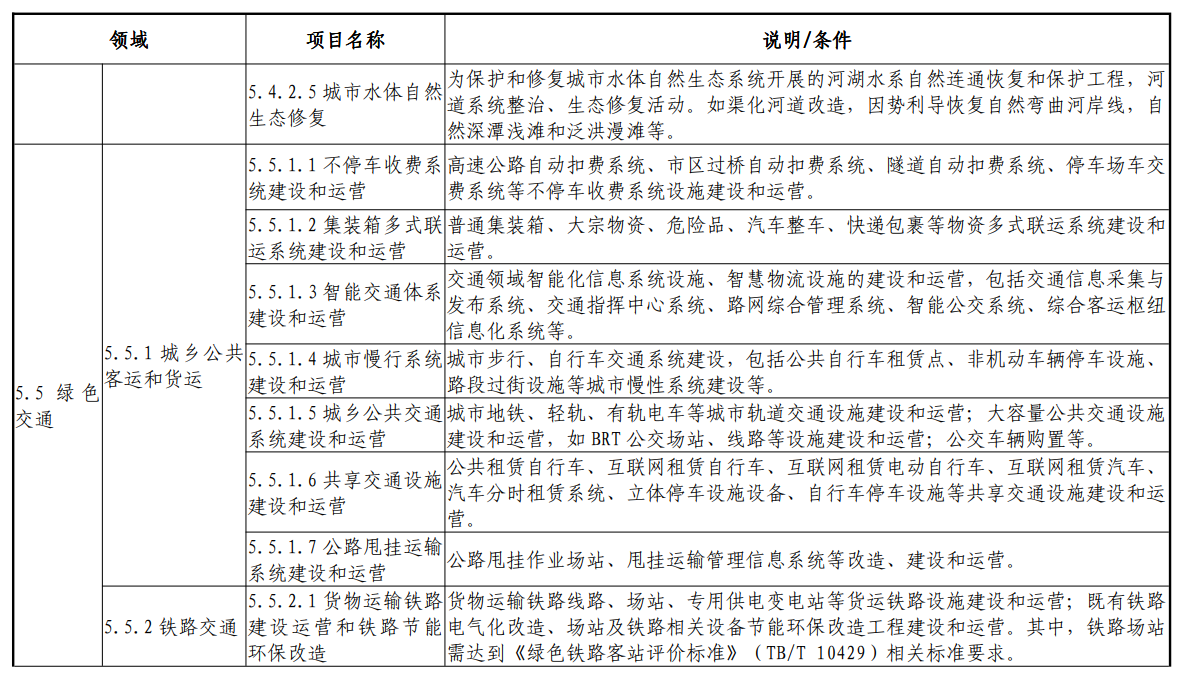 领域
项目名称
说明/条件
5.4.2.5 城市水体自然
生态修复
为保护和修复城市水体自然生态系统开展的河湖水系自然连通恢复和保护工程，河
道系统整治、生态修复活动。如渠化河道改造，因势利导恢复自然弯曲河岸线，自
然深潭浅滩和泛洪漫滩等。
5.5 绿色
交通
5.5.1 城乡公共
客运和货运
5.5.1.1 不停车收费系
统建设和运营
高速公路自动扣费系统、市区过桥自动扣费系统、隧道自动扣费系统、停车场车交
费系统等不停车收费系统设施建设和运营。
5.5.1.2 集装箱多式联
运系统建设和运营
普通集装箱、大宗物资、危险品、汽车整车、快递包裹等物资多式联运系统建设和
运营。
5.5.1.3 智能交通体系
建设和运营
交通领域智能化信息系统设施、智慧物流设施的建设和运营，包括交通信息采集与
发布系统、交通指挥中心系统、路网综合管理系统、智能公交系统、综合客运枢纽
信息化系统等。
5.5.1.4 城市慢行系统
建设和运营
城市步行、自行车交通系统建设，包括公共自行车租赁点、非机动车辆停车设施、
路段过街设施等城市慢性系统建设等。
5.5.1.5 城乡公共交通
系统建设和运营
城市地铁、轻轨、有轨电车等城市轨道交通设施建设和运营；大容量公共交通设施
建设和运营，如 BRT 公交场站、线路等设施建设和运营；公交车辆购置等。
5.5.1.6 共享交通设施
建设和运营
公共租赁自行车、互联网租赁自行车、互联网租赁电动自行车、互联网租赁汽车、
汽车分时租赁系统、立体停车设施设备、自行车停车设施等共享交通设施建设和运
营。
5.5.1.7 公路甩挂运输
系统建设和运营
公路甩挂作业场站、甩挂运输管理信息系统等改造、建设和运营。
5.5.2 铁路交通
5.5.2.1 货物运输铁路
建设运营和铁路节能
环保改造
货物运输铁路线路、场站、专用供电变电站等货运铁路设施建设和运营；既有铁路
电气化改造、场站及铁路相关设备节能环保改造工程建设和运营。其中，铁路场站
需达到《绿色铁路客站评价标准》（TB/T 10429）相关标准要求。